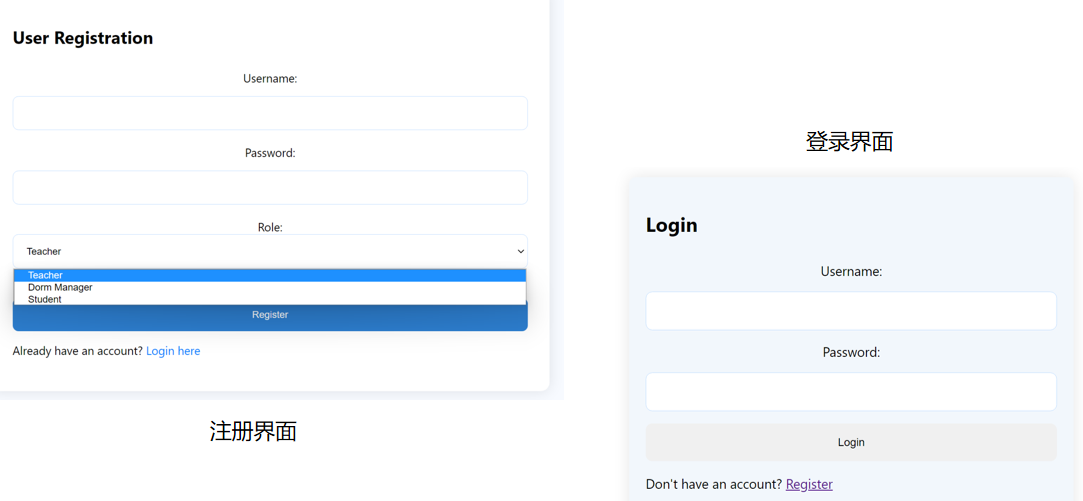 User Registration
Username:
Password:
Role:
Teacher
Teacher
Dorm Manager
Student
Register
Already have an account? Login here
注册界面
登录界面
Login
Username:
Password:
Login
Don't have an account? Register